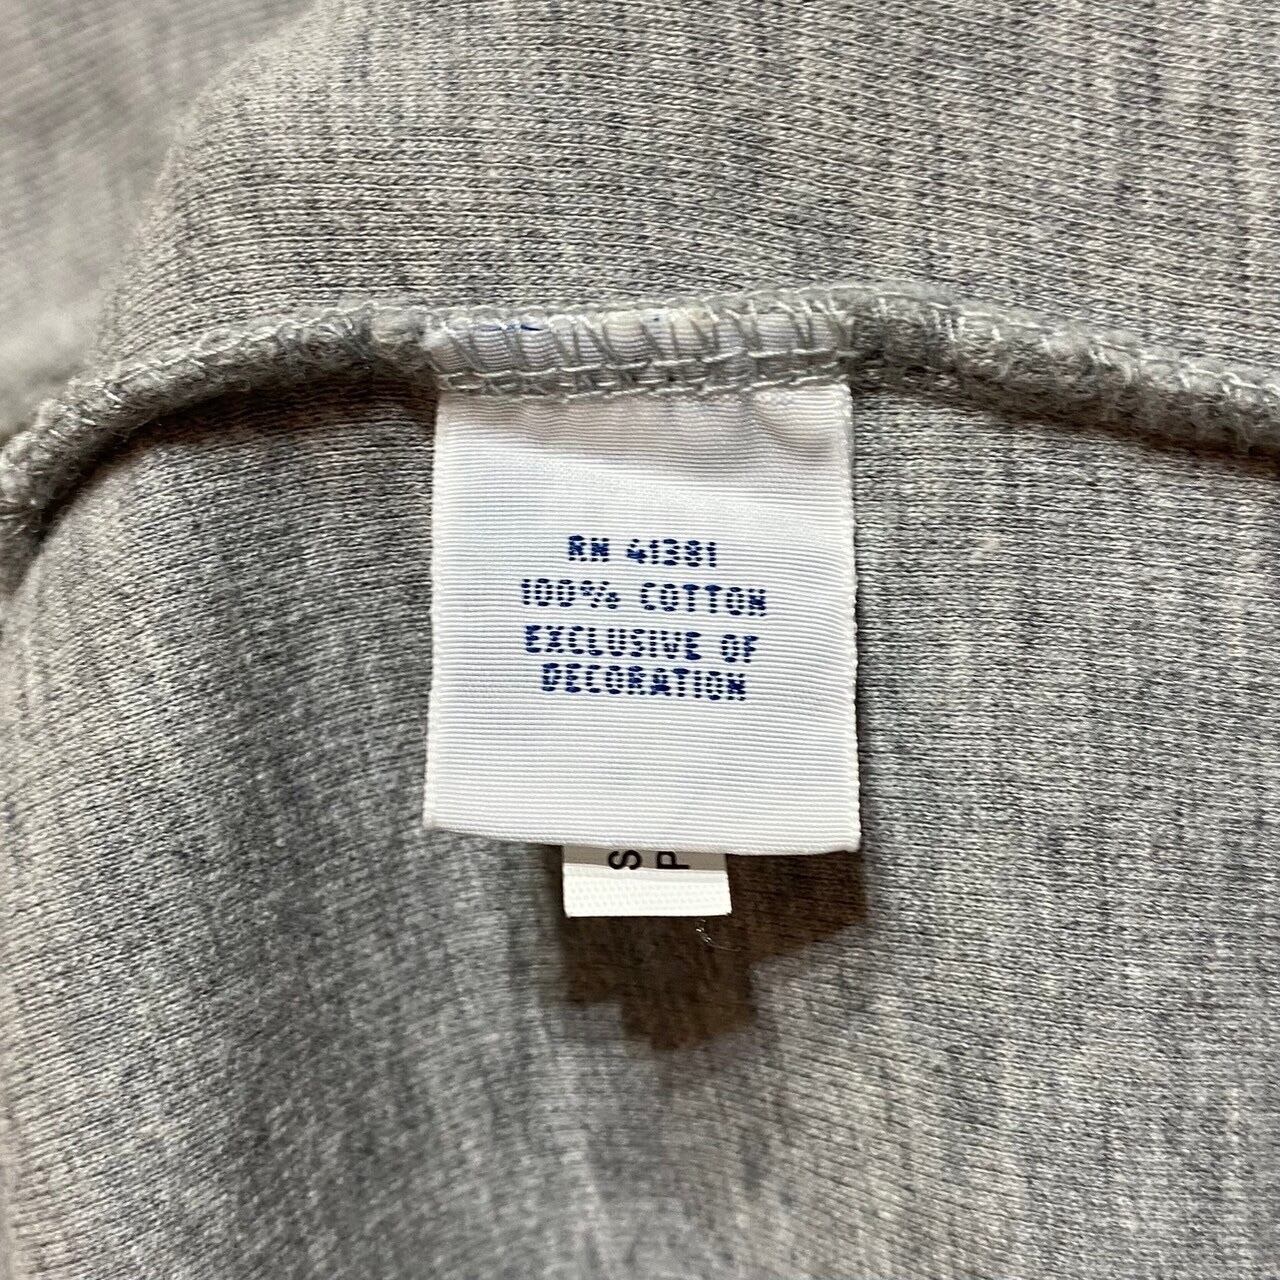 RN 41381
100% COTTON
EXCLUSIVE OF
DECORATION
S
P